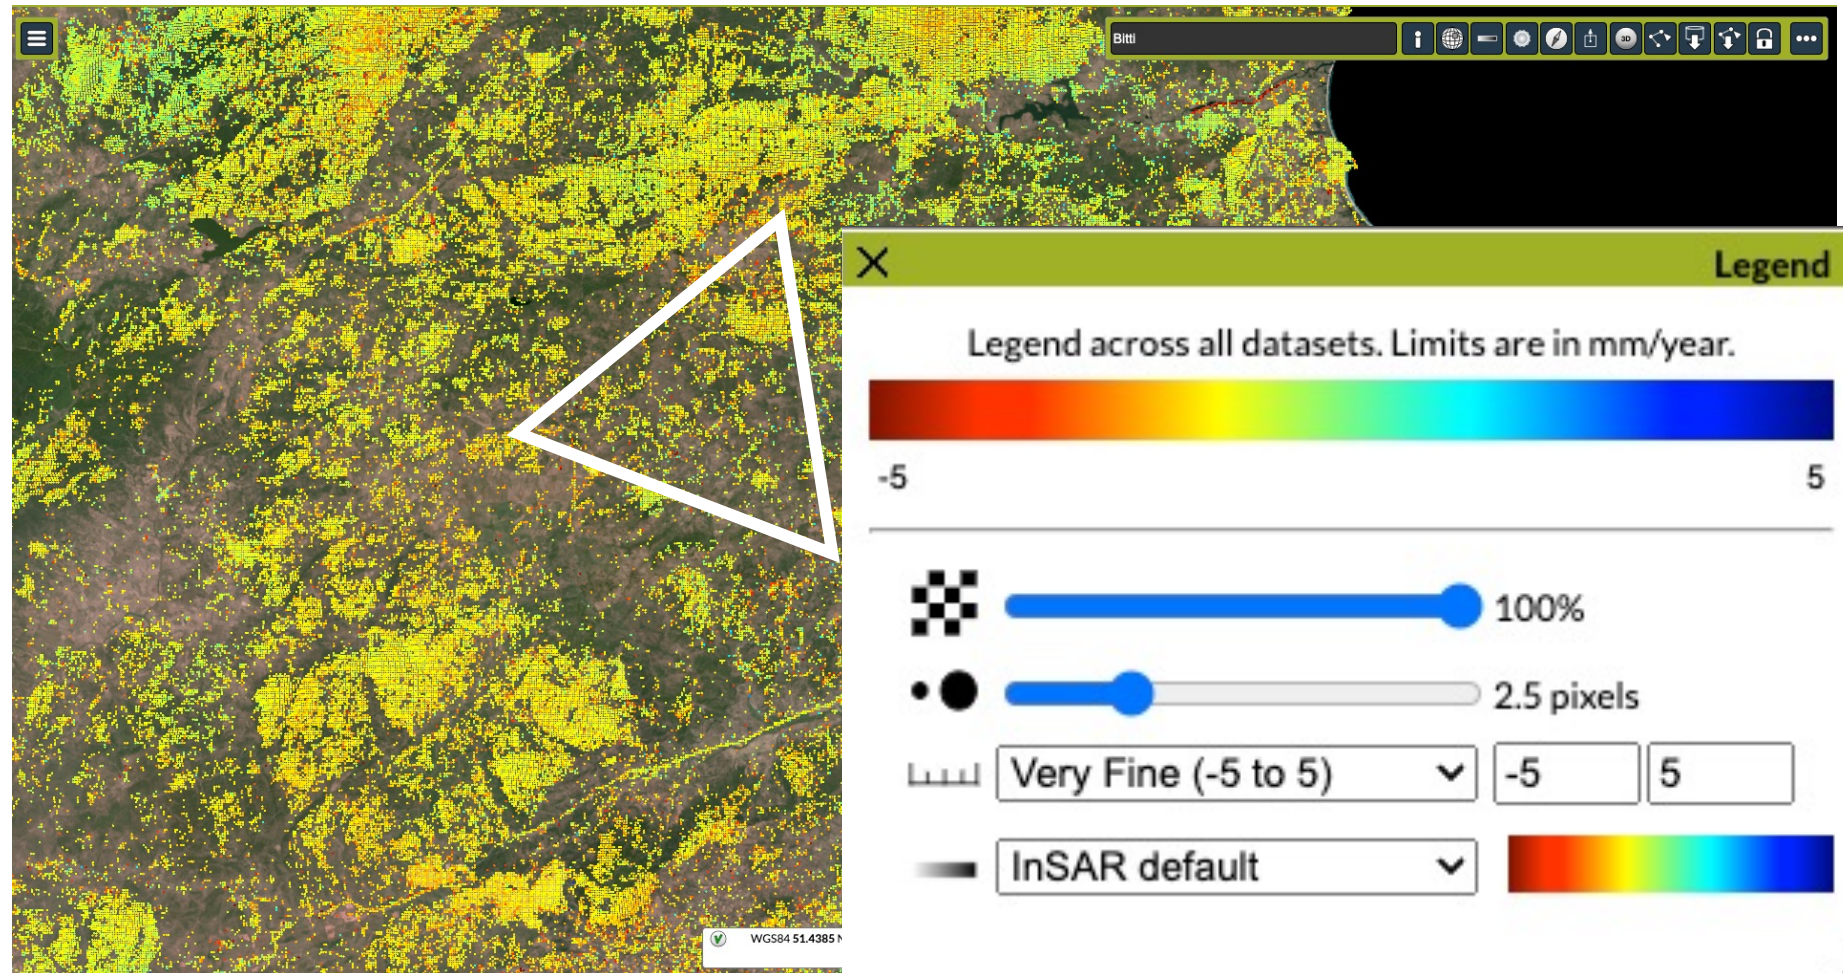 Bitti
i
3D
Legend
Legend across all datasets. Limits are in mm/year.
-5 5
100%
2.5 pixels
Very Fine (-5 to 5) -5 5
InSAR default
WGS84 51.4385